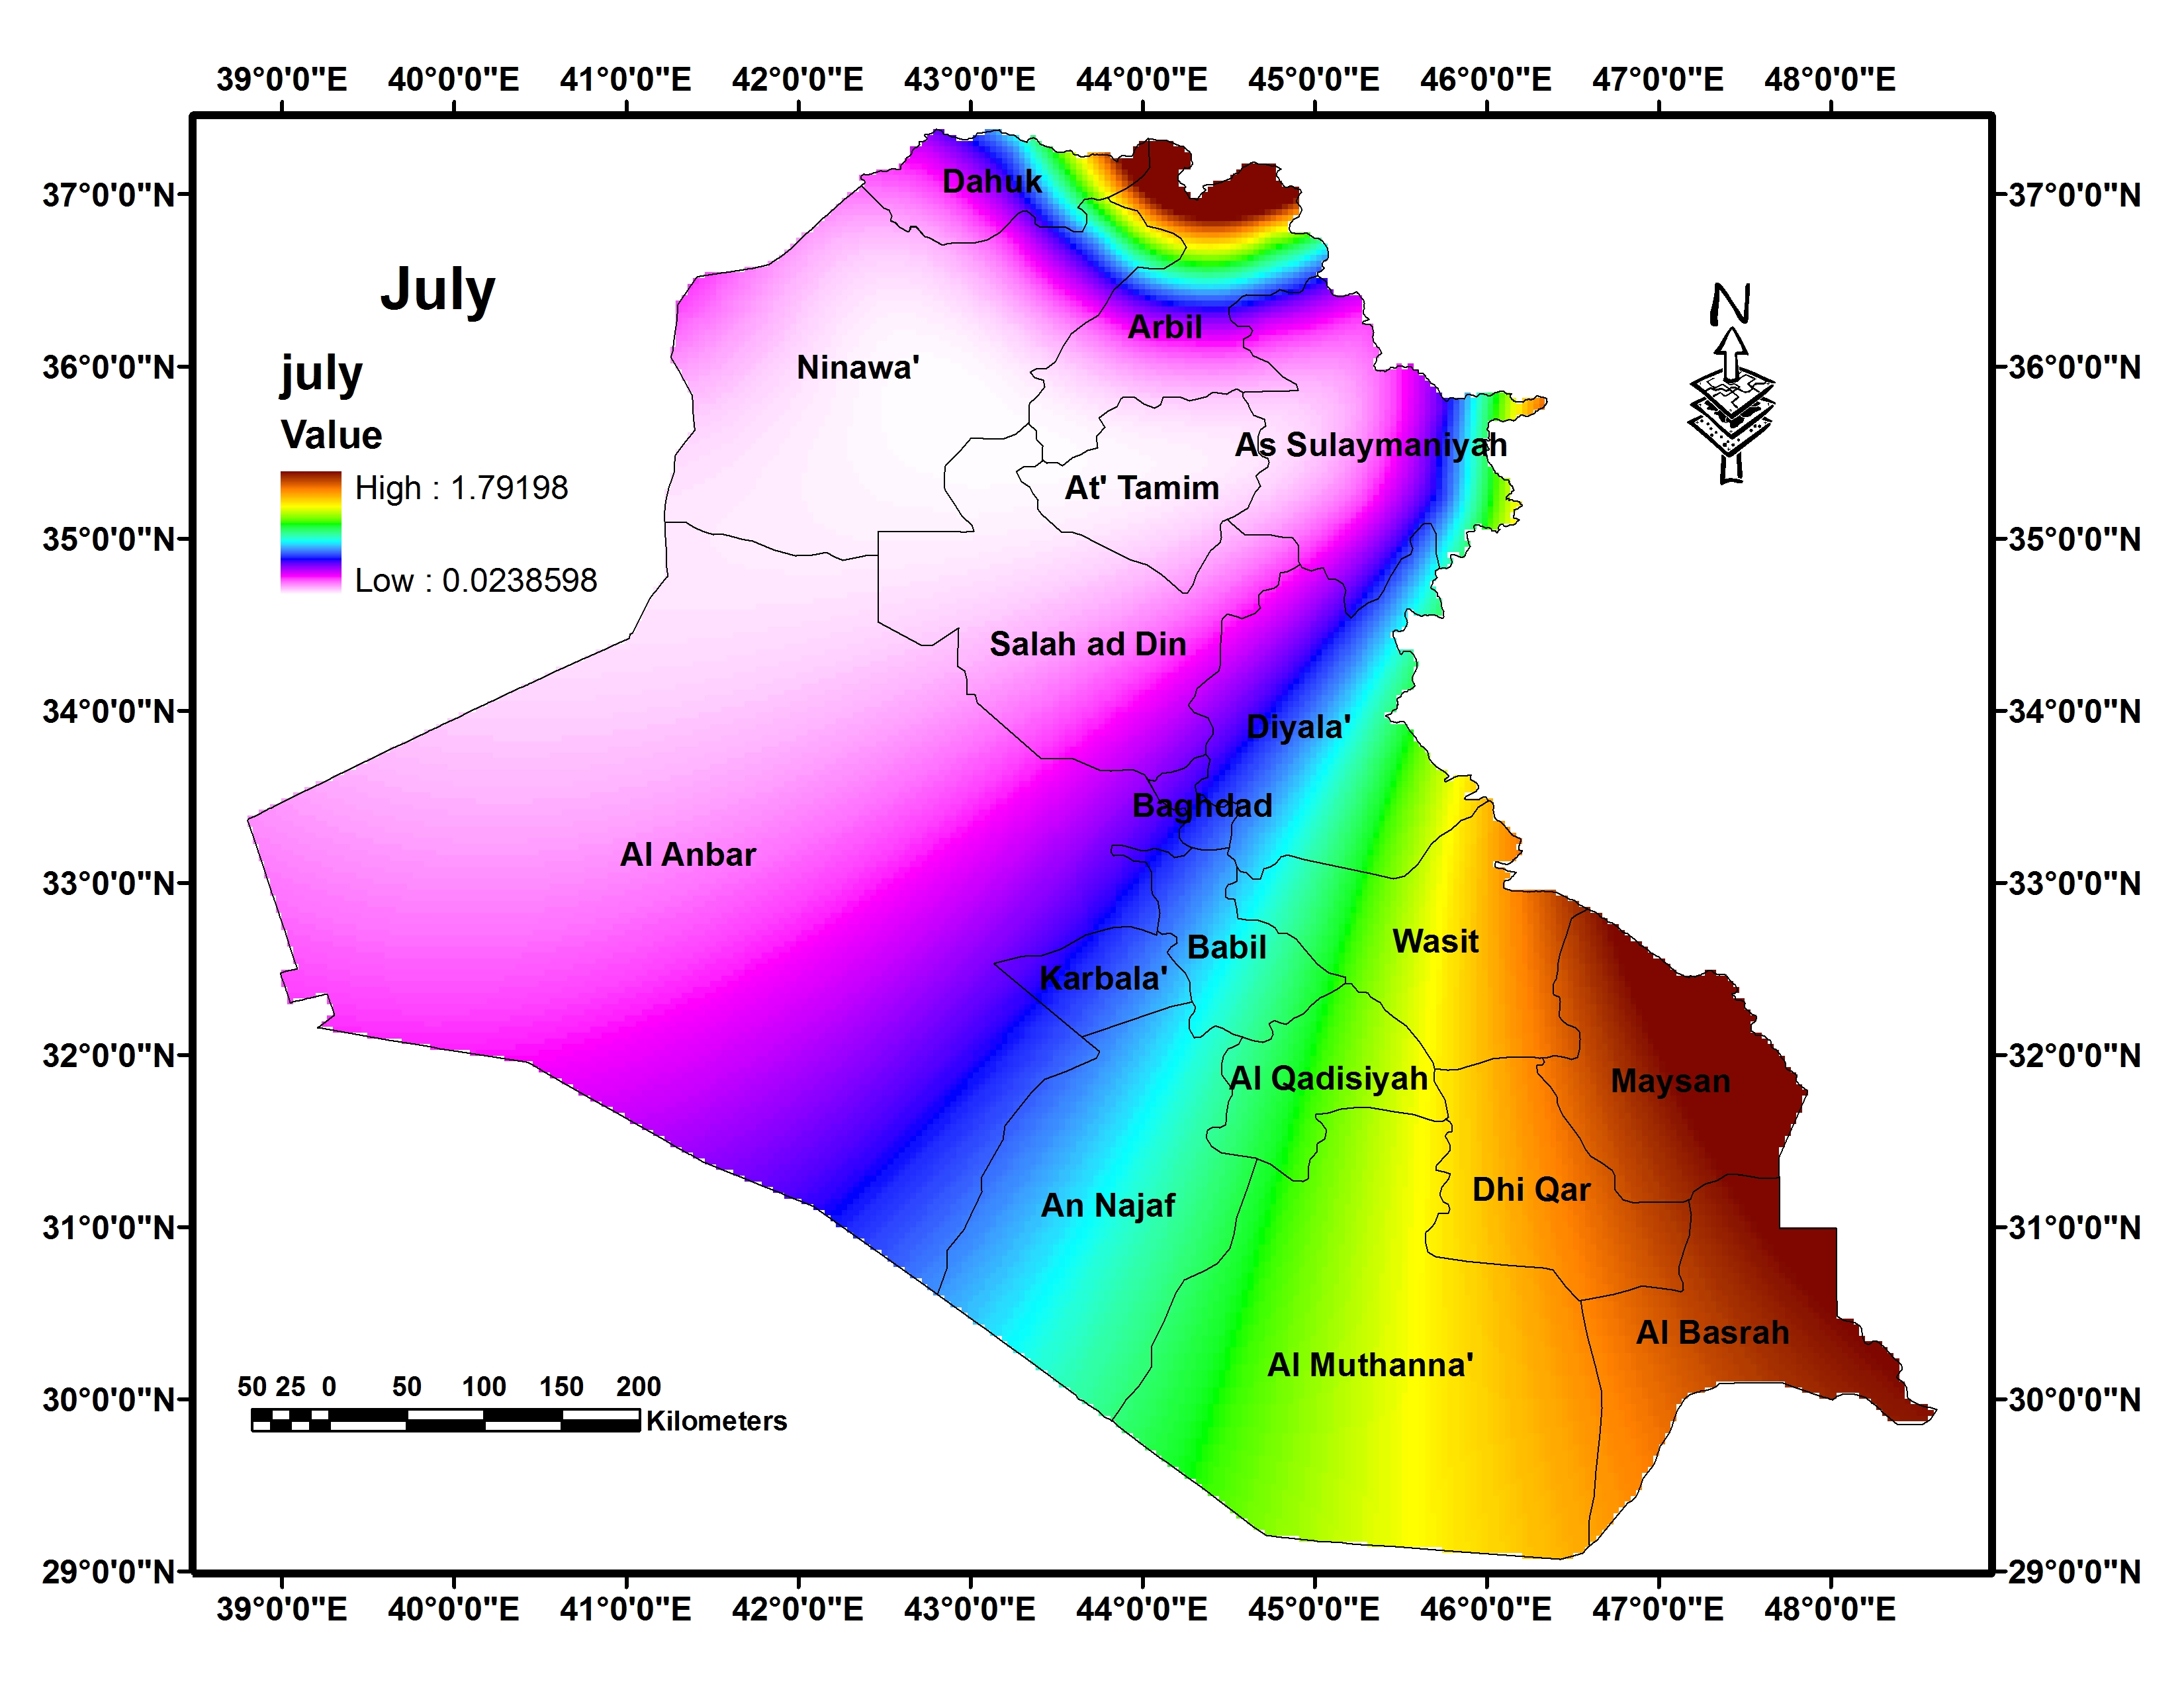 39°0'0"E 40°0'0"E 41°0'0"E 42°0'0"E 43°0'0"E 44°0'0"E 45°0'0"E 46°0'0"E 47°0'0"E 48°0'0"E
37°0'0"N Dahuk 37°0'0"N
July
N
Arbil
36°0'0"N july Ninawa' 36°0'0"N
Value
As Sulaymaniyah
High : 1.79198 At' Tamim
35°0'0"N 35°0'0"N
Low : 0.0238598
Salah ad Din
34°0'0"N Diyala' 34°0'0"N
Baghdad
Al Anbar
33°0'0"N 33°0'0"N
Babil Wasit
Karbala'
32°0'0"N 32°0'0"N
Al Qadisiyah Maysan
An Najaf Dhi Qar
31°0'0"N 31°0'0"N
Al Basrah
Al Muthanna'
50 25 0 50 100 150 200
30°0'0"N 30°0'0"N
Kilometers
29°0'0"N 29°0'0"N
39°0'0"E 40°0'0"E 41°0'0"E 42°0'0"E 43°0'0"E 44°0'0"E 45°0'0"E 46°0'0"E 47°0'0"E 48°0'0"E